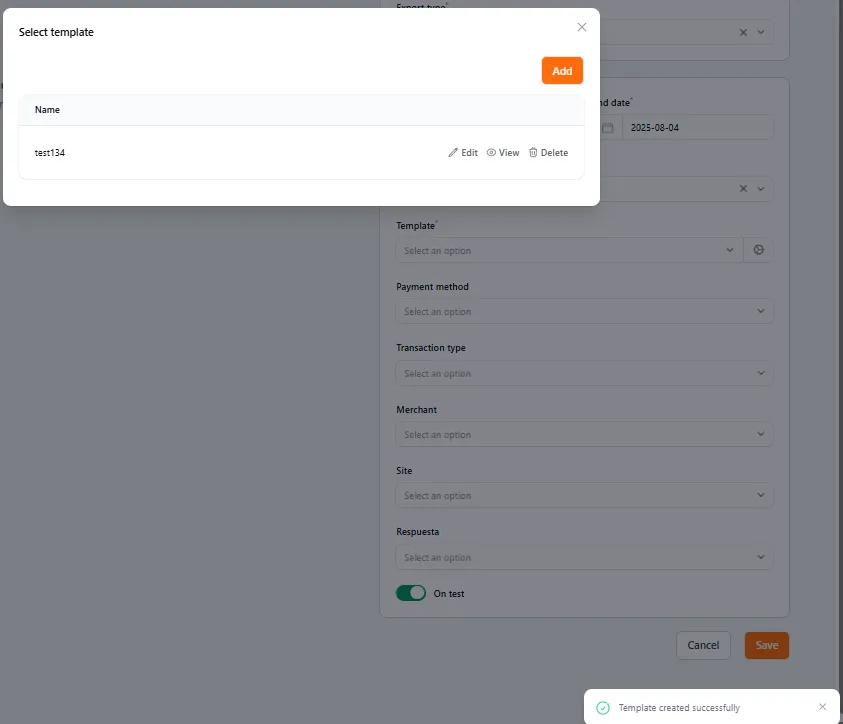 Export type*
Select template
Add
Name
test134
Edit
View
Delete
nd date*
2025-08-04
Template*
Select an option
Payment method
Select an option
Transaction type
Select an option
Merchant
Select an option
Site
Select an option
Respuesta
Select an option
On test
Cancel
Save
Template created successfully